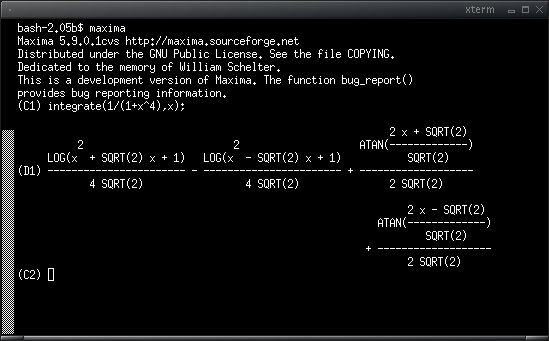 xterm
bash-2.05b$ maxima
Maxima 5.9.0.1cvs http://maxima.sourceforge.net
Distributed under the GNU Public License. See the file COPYING.
Dedicated to the memory of William Schelter.
This is a development version of Maxima. The function bug_report()
provides bug reporting information.
(C1) integrate(1/(1+x^4),x);
                                                                  2 x + SQRT(2)
           2                          2                      ATAN(-------------)
     LOG(x  + SQRT(2) x + 1)   LOG(x  - SQRT(2) x + 1)               SQRT(2)
(D1) ----------------------- - ----------------------- + -------------------
            4 SQRT(2)                 4 SQRT(2)                2 SQRT(2)
                                                                  2 x - SQRT(2)
                                                             ATAN(-------------)
                                                                     SQRT(2)
                                                           + -------------------
                                                                  2 SQRT(2)
(C2)